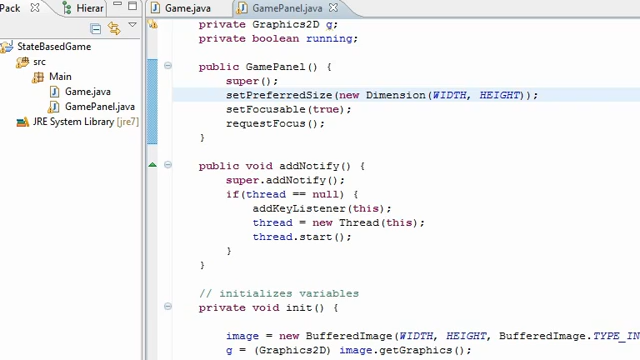 Pack
Hierar
StateBasedGame
src
Main
Game.java
GamePanel.java
JRE System Library [jre7]
Game.java
GamePanel.java
private Graphics2D g;
private boolean running;
public GamePanel() {
super();
setPreferredSize(new Dimension(WIDTH, HEIGHT));
setFocusable(true);
requestFocus();
}
public void addNotify() {
super.addNotify();
if(thread == null) {
addKeyListener(this);
thread = new Thread(this);
thread.start();
}
}
// initializes variables
private void init() {
image = new BufferedImage(WIDTH, HEIGHT, BufferedImage.TYPE_IN
g = (Graphics2D) image.getGraphics();